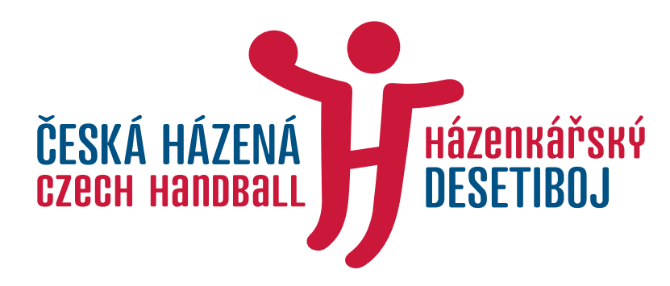 ČESKÁ HÁZENÁ
CZECH HANDBALL
HÁZENKÁŘSKÝ
DESETIBOJ